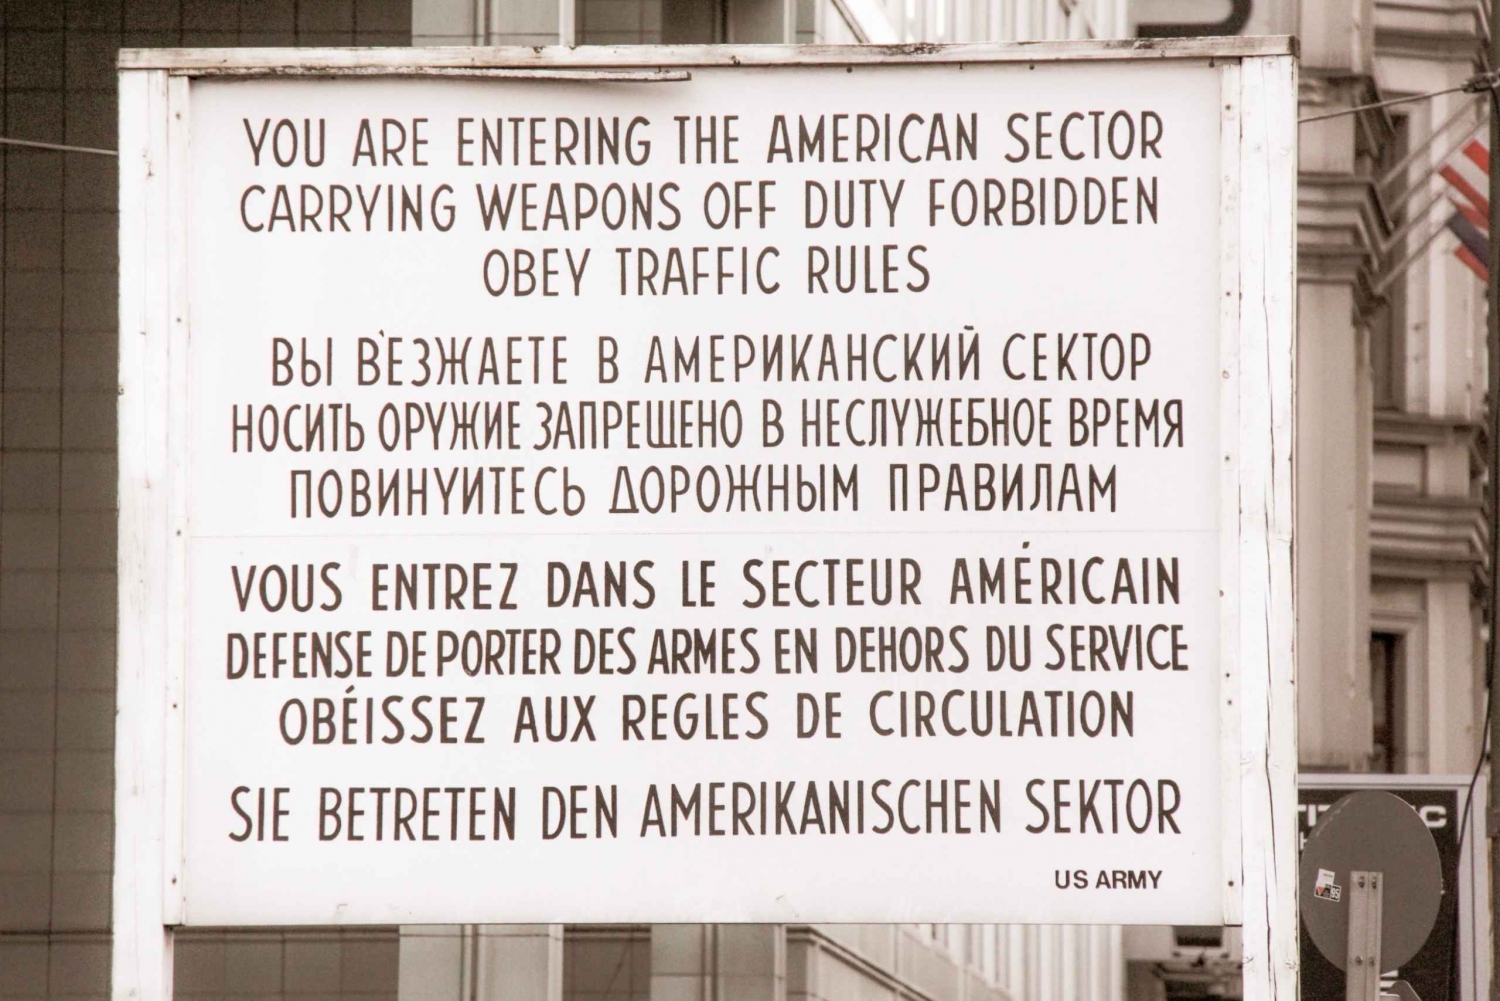 YOU ARE ENTERING THE AMERICAN SECTOR
CARRYING WEAPONS OFF DUTY FORBIDDEN
OBEY TRAFFIC RULES
ВЫ В'ЕЗЖАЕТЕ В АМЕРИКАНСКИЙ СЕКТОР
НОСИТЬ ОРУЖИЕ ЗАПРЕЩЕНО В НЕСЛУЖЕБНОЕ ВРЕМЯ
ПОВИНУИТЕСЬ ДОРОЖНЫМ ПРАВИЛАМ
VOUS ENTREZ DANS LE SECTEUR AMÉRICAIN
DEFENSE DE PORTER DES ARMES EN DEHORS DU SERVICE
OBÉISSEZ AUX REGLES DE CIRCULATION
SIE BETRETEN DEN AMERIKANISCHEN SEKTOR
US ARMY